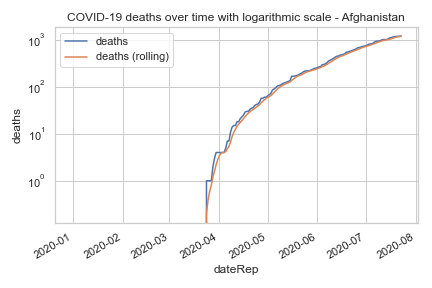 COVID-19 deaths over time with logarithmic scale - Afghanistan
deaths
deaths (rolling)
10³
10²
10¹
10⁰
deaths
2020-01
2020-02
2020-03
2020-04
2020-05
2020-06
2020-07
2020-08
dateRep